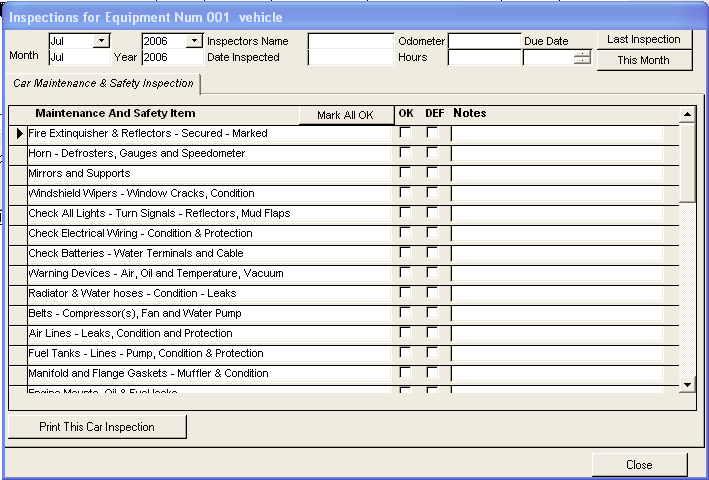 Inspections for Equipment Num 001 vehicle
Jul 2006 Inspectors Name Odometer Due Date Last Inspection
Month Jul Year 2006 Date Inspected Hours This Month
Car Maintenance & Safety Inspection
Maintenance And Safety Item Mark All OK OK DEF Notes
Fire Extinquisher & Reflectors - Secured - Marked
Horn - Defrosters, Gauges and Speedometer
Mirrors and Supports
Windshield Wipers - Window Cracks, Condition
Check All Lights - Turn Signals - Reflectors, Mud Flaps
Check Electrical Wiring - Condition & Protection
Check Batteries - Water Terminals and Cable
Warning Devices - Air, Oil and Temperature, Vacuum
Radiator & Water hoses - Condition - Leaks
Belts - Compressor(s), Fan and Water Pump
Air Lines - Leaks, Condition and Protection
Fuel Tanks - Lines - Pump, Condition & Protection
Manifold and Flange Gaskets - Muffler & Condition
Engine Mounts, Oil & Fuel leaks
Print This Car Inspection
Close